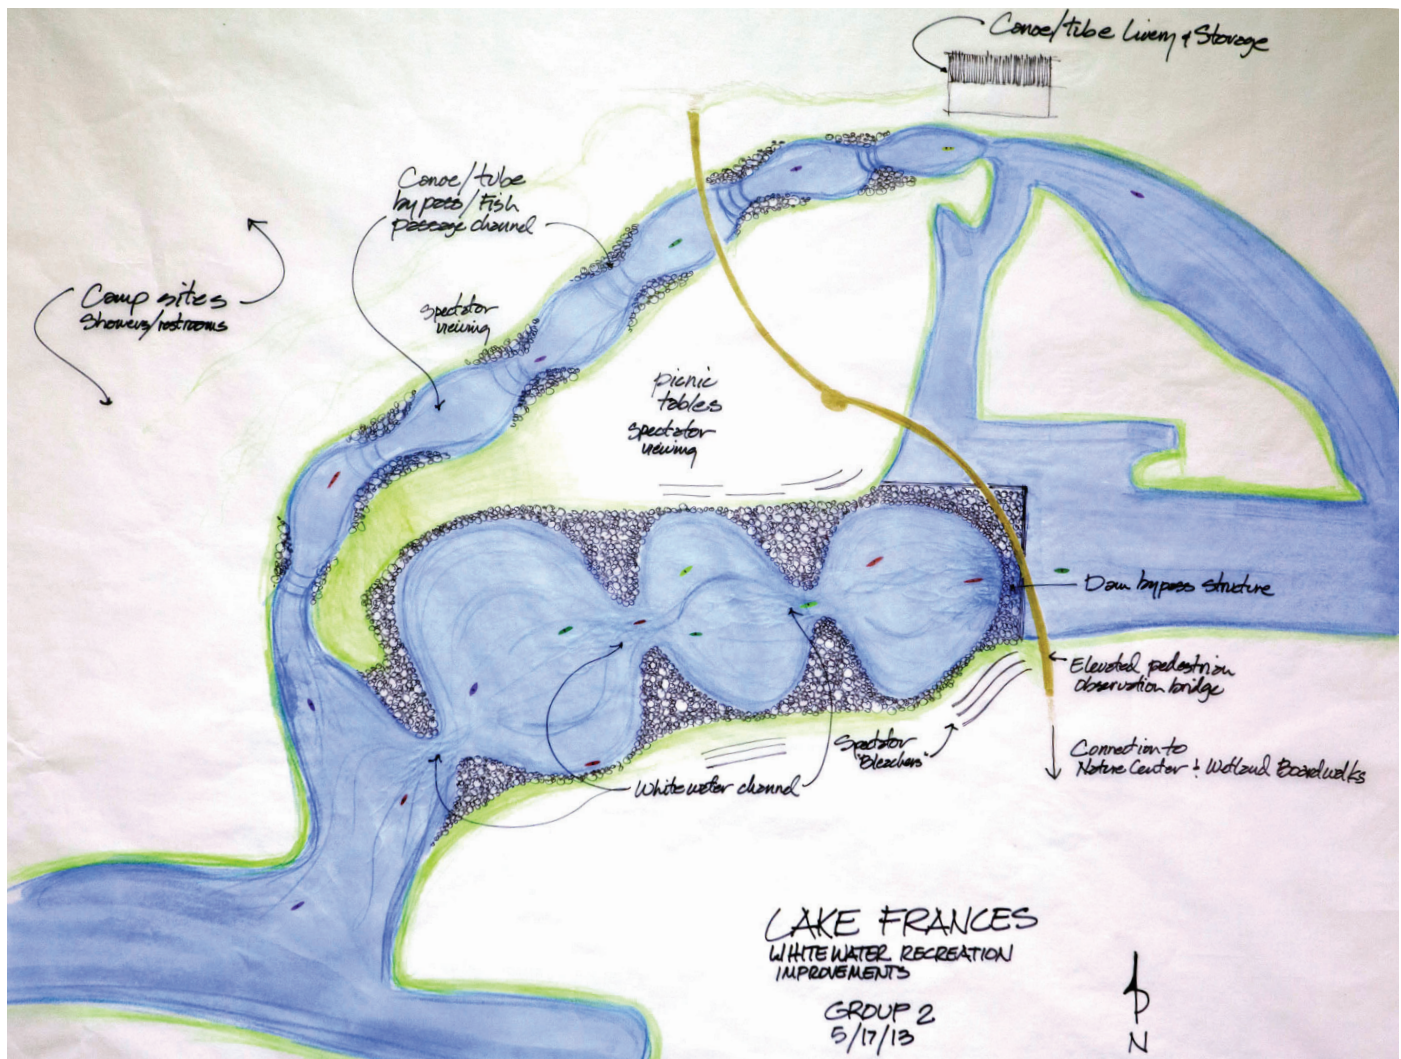 Canoe/tube Livery & Storage
Canoe/tube
bypass/Fish
passage channel
Camp sites
Showers/restrooms
Spectator
viewing
picnic
tables
Spectator
viewing
Dam bypass structure
Elevated pedestrian
observation bridge
Connection to
Nature Center & Wetland Boardwalks
Spectator
"Bleachers"
Whitewater channel
LAKE FRANCES
WHITEWATER RECREATION
IMPROVEMENTS
GROUP 2
5/17/13
N